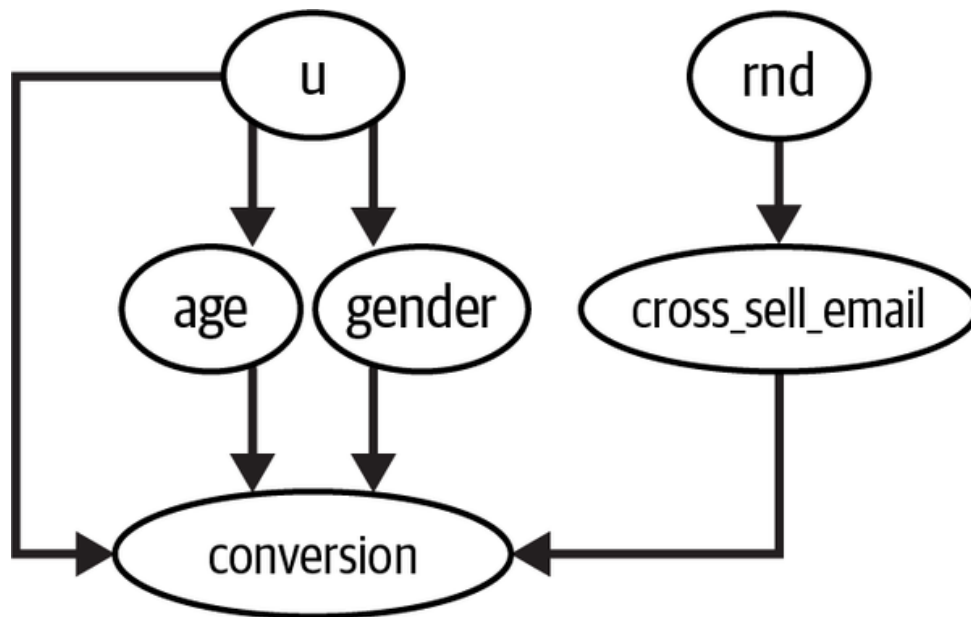 u
rnd
age
gender
cross_sell_email
conversion